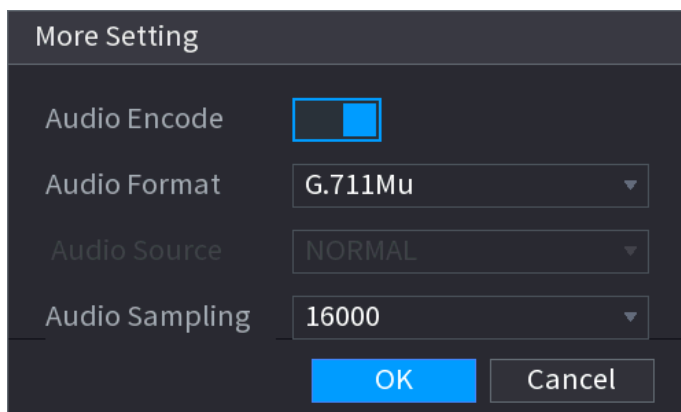 More Setting
Audio Encode
Audio Format G.711Mu
Audio Source NORMAL
Audio Sampling 16000
OK Cancel